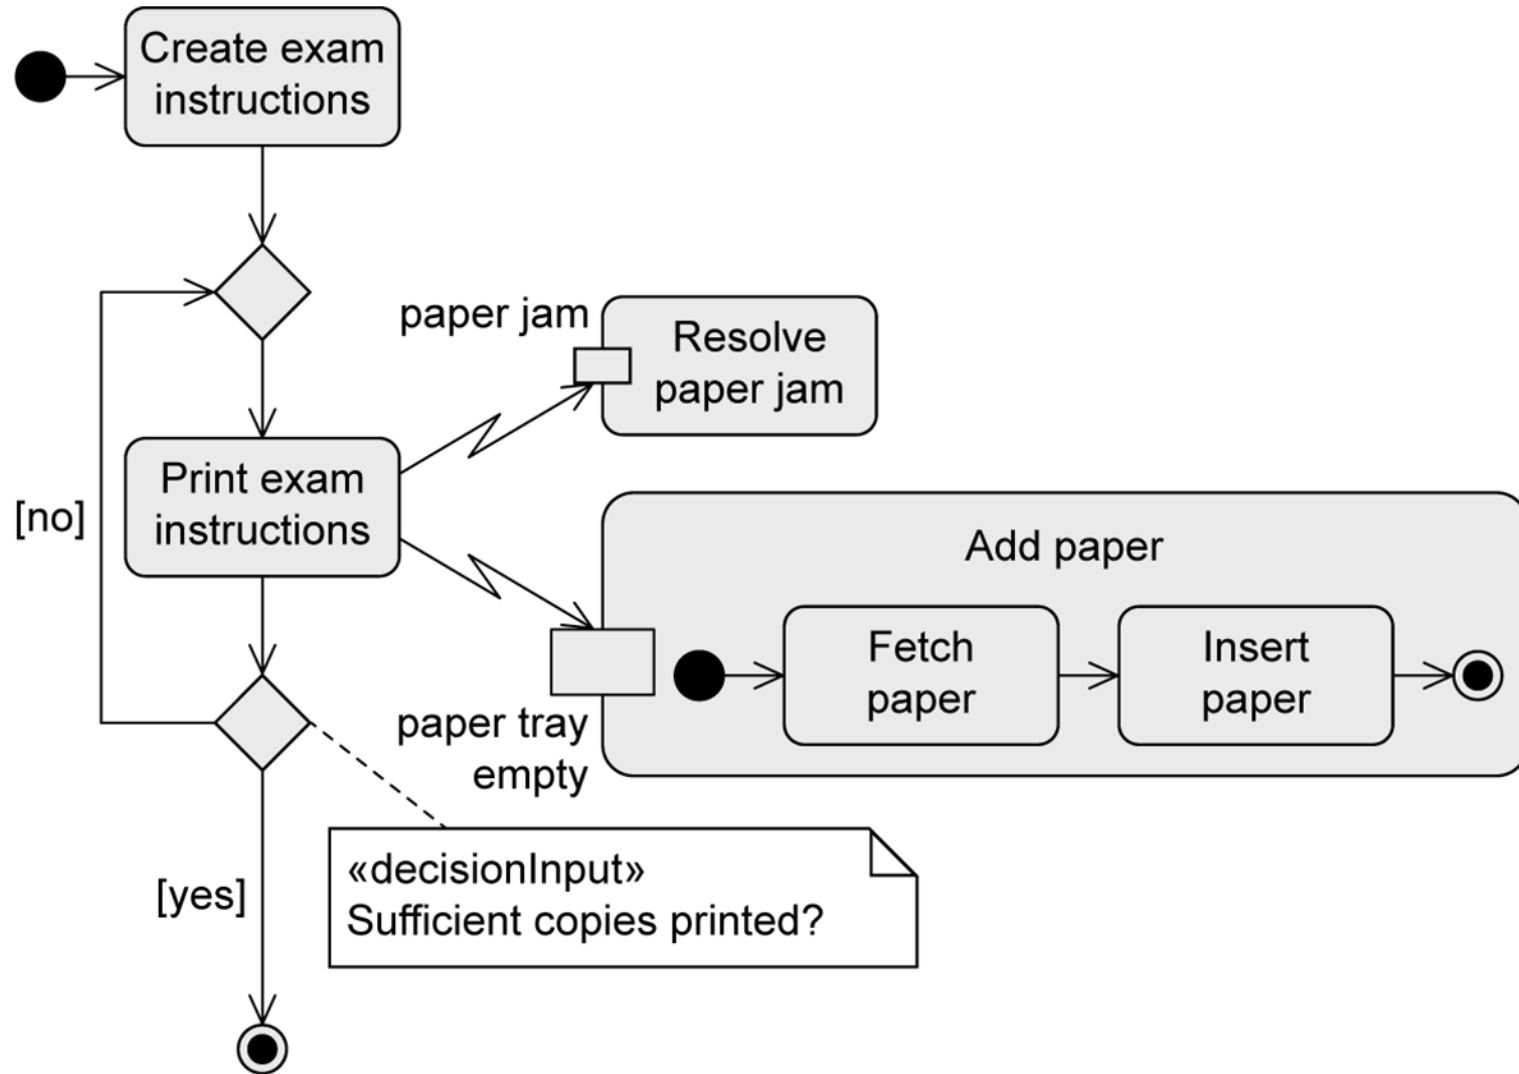 Create exam
instructions
paper jam
Resolve
paper jam
Print exam
instructions
[no]
Add paper
Fetch
paper
Insert
paper
paper tray
empty
«decisionInput»
Sufficient copies printed?
[yes]